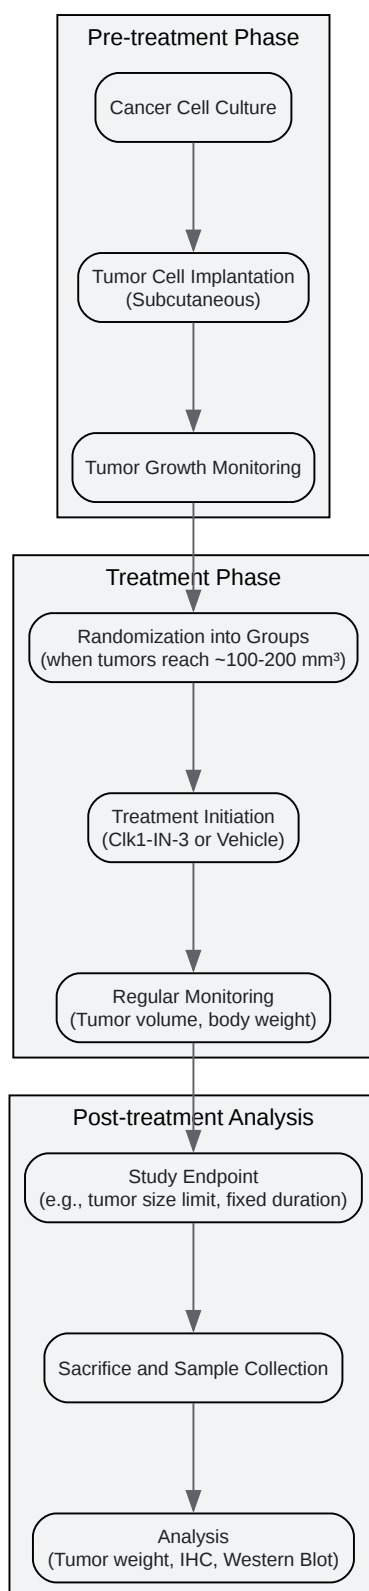 Pre-treatment Phase
Cancer Cell Culture
Tumor Cell Implantation
(Subcutaneous)
Tumor Growth Monitoring
Treatment Phase
Randomization into Groups
(when tumors reach ~100-200 mm³)
Treatment Initiation
(Clk1-IN-3 or Vehicle)
Regular Monitoring
(Tumor volume, body weight)
Post-treatment Analysis
Study Endpoint
(e.g., tumor size limit, fixed duration)
Sacrifice and Sample Collection
Analysis
(Tumor weight, IHC, Western Blot)